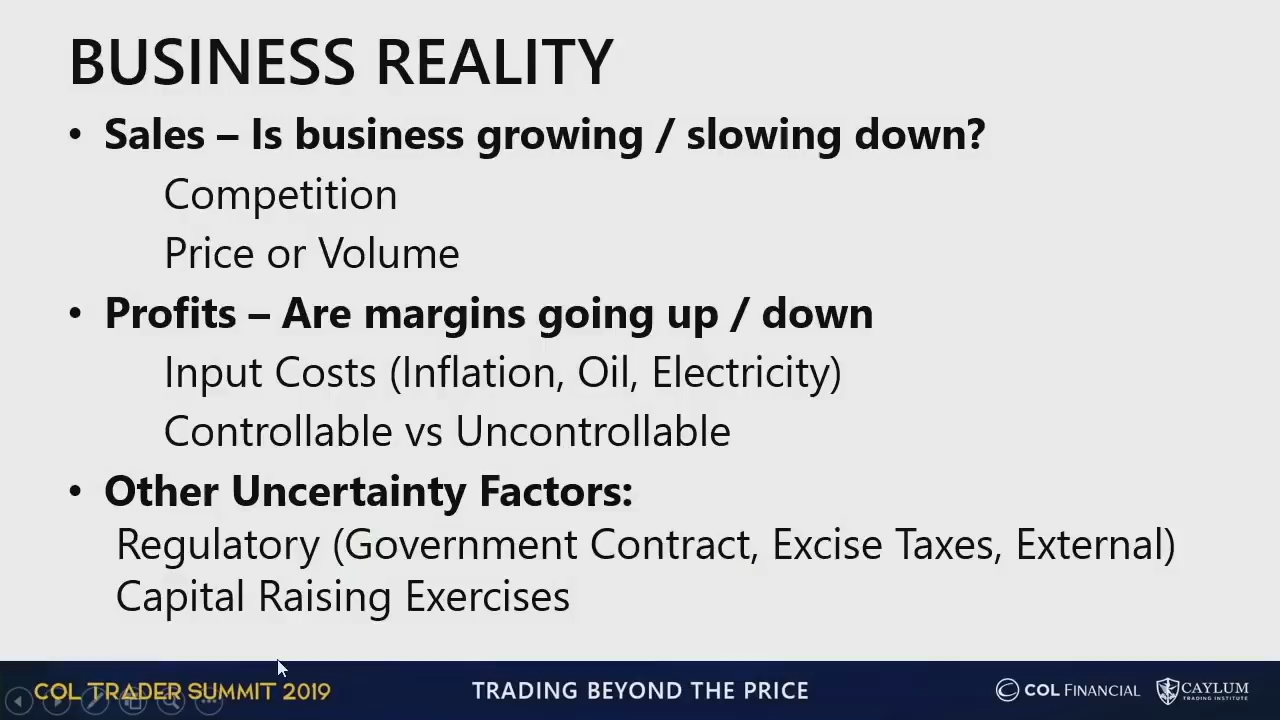 BUSINESS REALITY
• Sales – Is business growing / slowing down?
Competition
Price or Volume
• Profits – Are margins going up / down
Input Costs (Inflation, Oil, Electricity)
Controllable vs Uncontrollable
• Other Uncertainty Factors:
Regulatory (Government Contract, Excise Taxes, External)
Capital Raising Exercises
COL TRADER SUMMIT 2019
TRADING BEYOND THE PRICE
COL FINANCIAL
CAYLUM
TRADING INSTITUTE